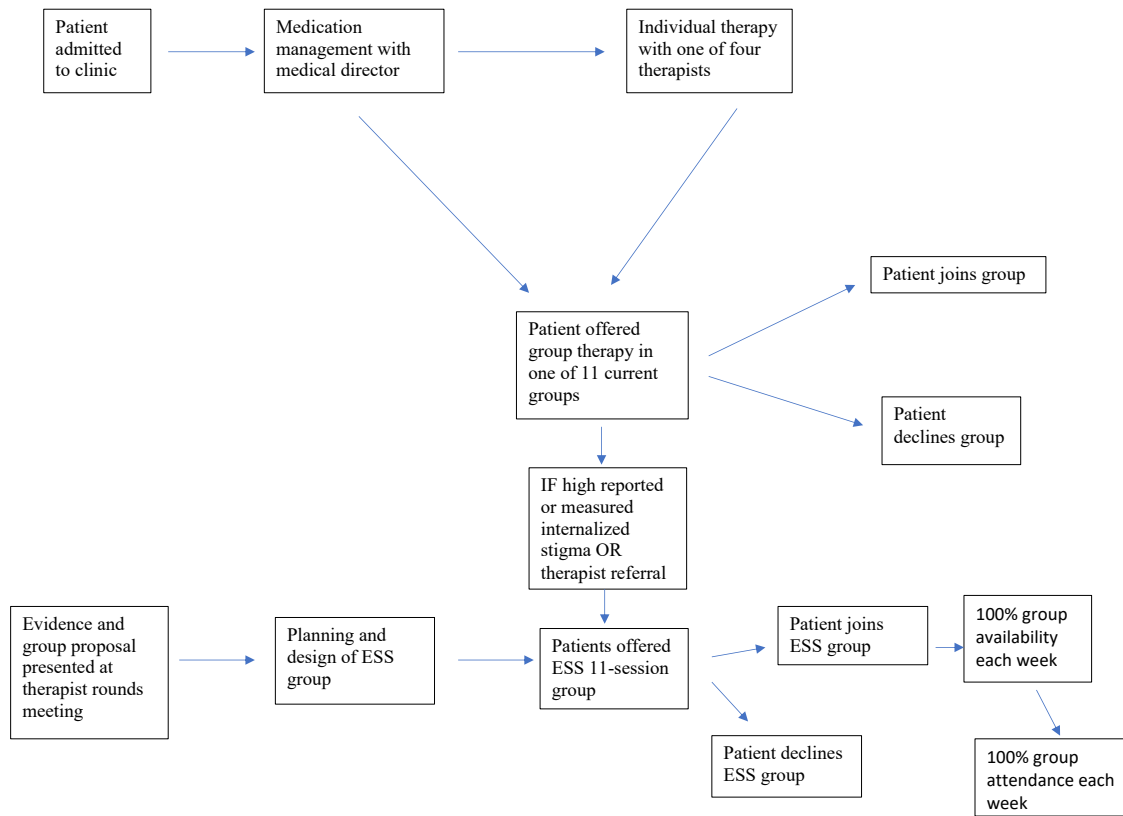 Patient
admitted
to clinic
Medication
management with
medical director
Individual therapy
with one of four
therapists
Patient joins group
Patient offered
group therapy in
one of 11 current
groups
Patient
declines group
IF high reported
or measured
internalized
stigma OR
therapist referral
Evidence and
group proposal
presented at
therapist rounds
meeting
Planning and
design of ESS
group
Patients offered
ESS 11-session
group
Patient joins
ESS group
100% group
availability
each week
Patient declines
ESS group
100% group
attendance each
week